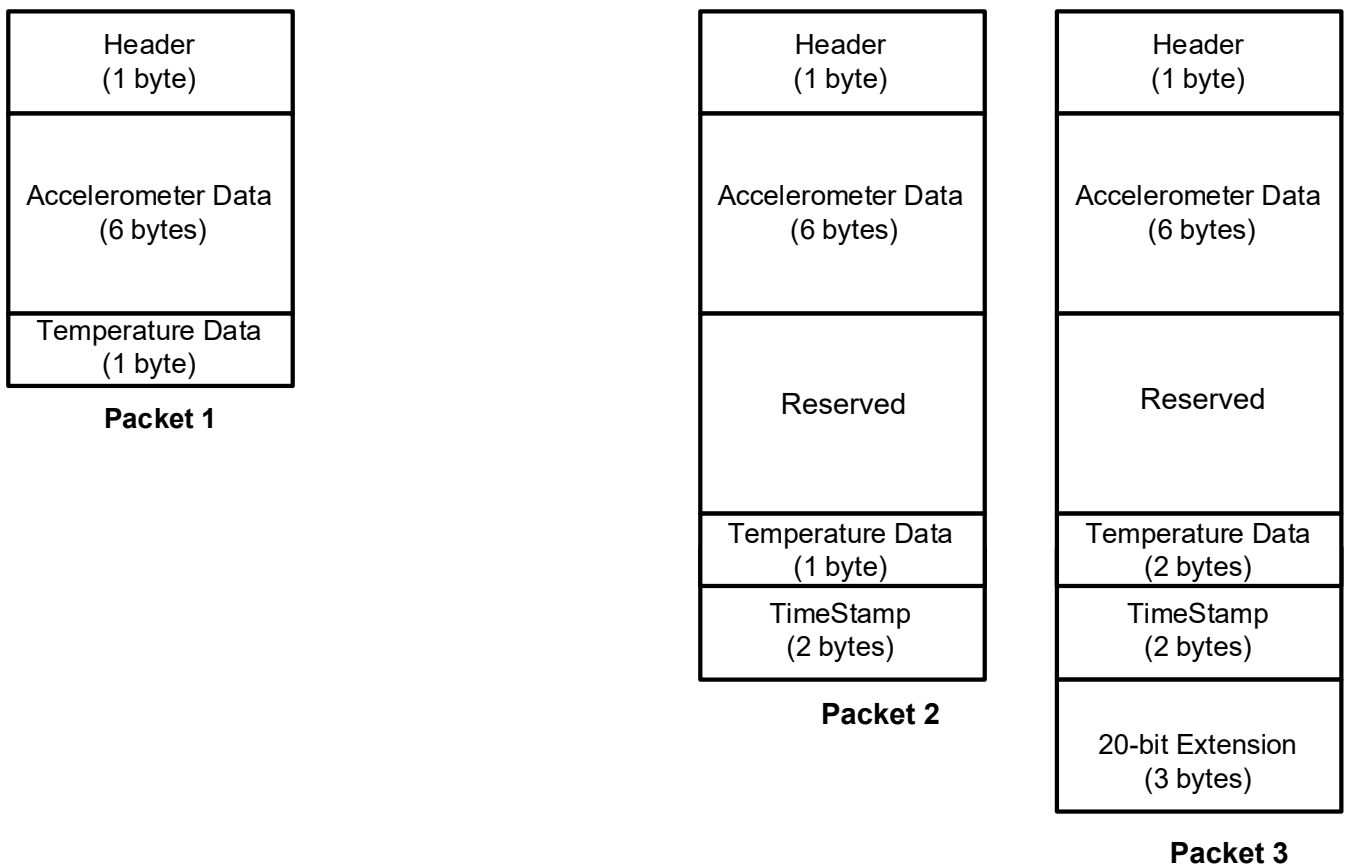 Header
(1 byte)
Accelerometer Data
(6 bytes)
Temperature Data
(1 byte)
Packet 1
Header
(1 byte)
Accelerometer Data
(6 bytes)
Reserved
Temperature Data
(1 byte)
TimeStamp
(2 bytes)
Packet 2
Header
(1 byte)
Accelerometer Data
(6 bytes)
Reserved
Temperature Data
(2 bytes)
TimeStamp
(2 bytes)
20-bit Extension
(3 bytes)
Packet 3